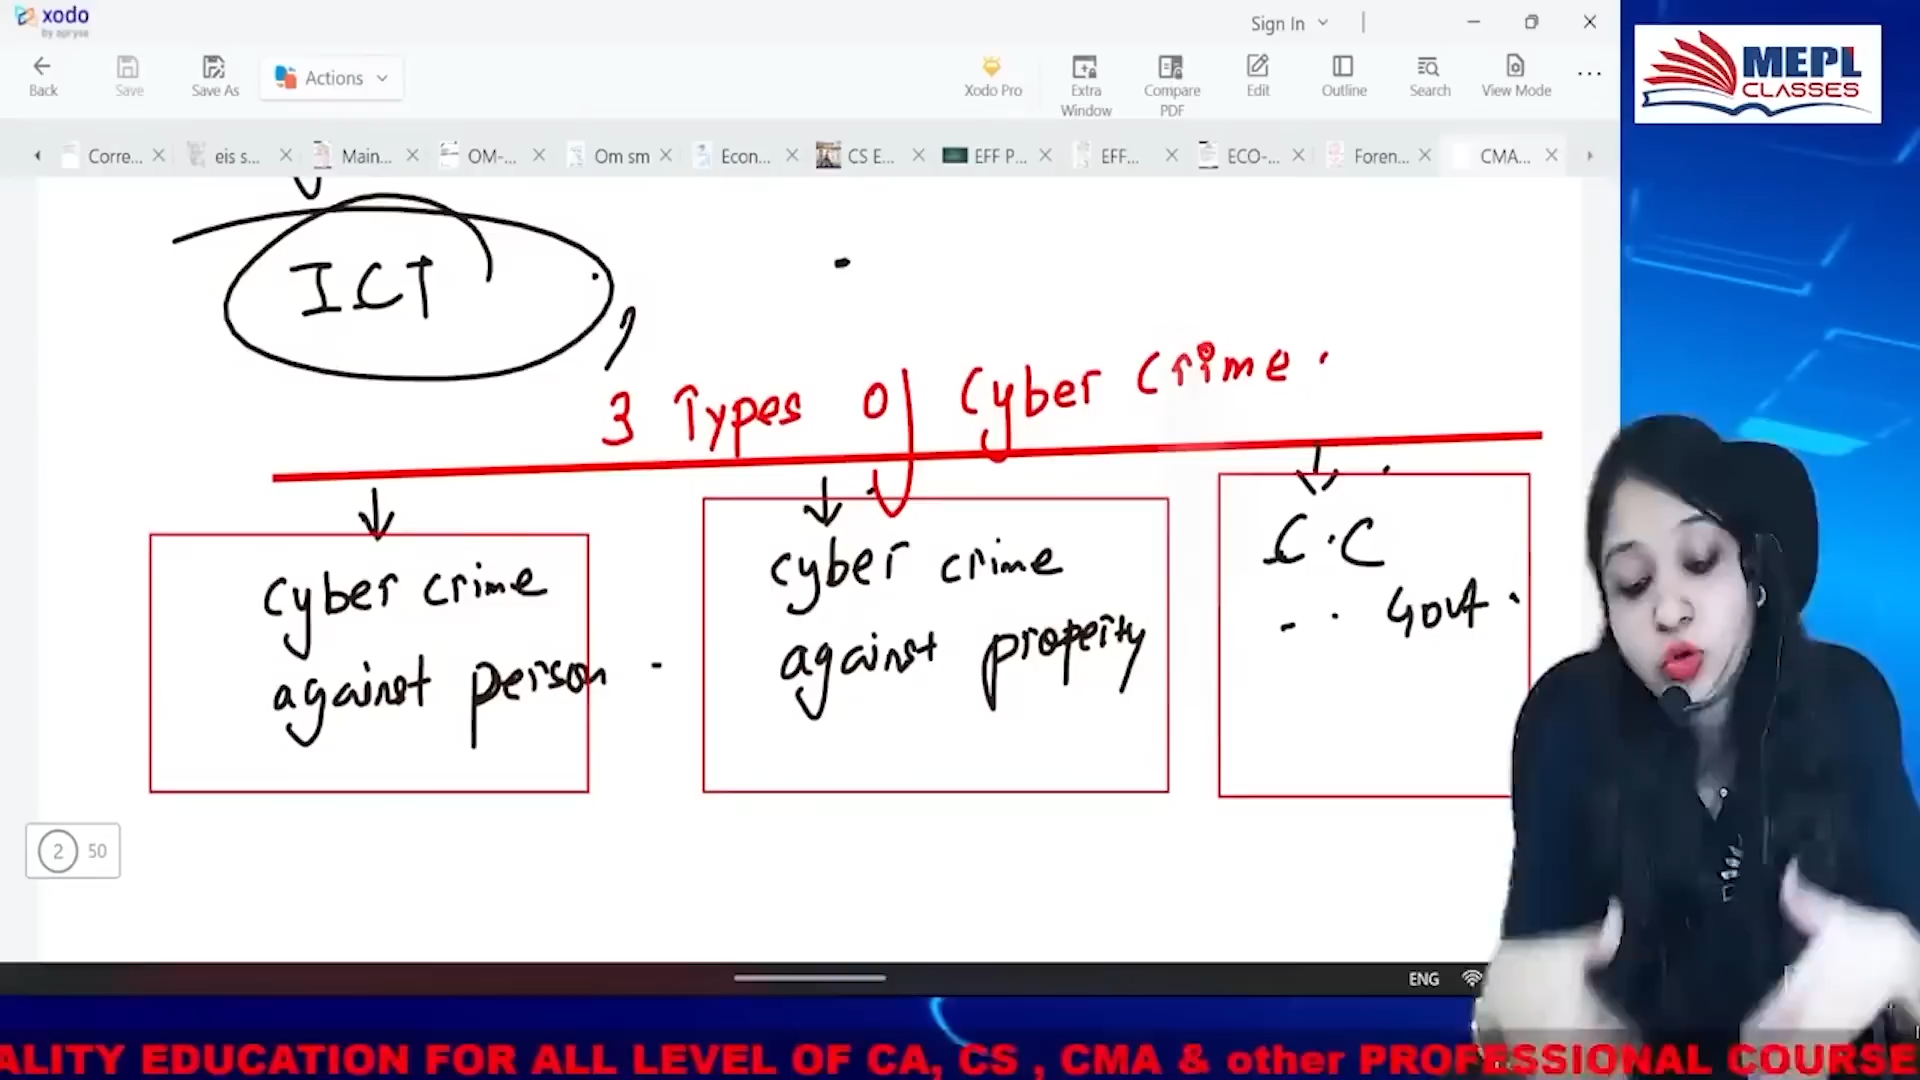 xodo
by apryse
Sign In
Back
Save
Save As
Actions
Xodo Pro
Extra Window
Compare PDF
Edit
Outline
Search
View Mode
Corre...
eis s...
Main...
OM-...
Om sm
Econ...
CS E...
EFF P...
EFF...
ECO-...
Foren...
CMA...
MEPL
CLASSES
ICT
3 Types of Cyber Crime.
cyber crime
against person
cyber crime
against property
C.C
Govt.
2 50
ENG
ALITY EDUCATION FOR ALL LEVEL OF CA, CS , CMA & other PROFESSIONAL COURSE